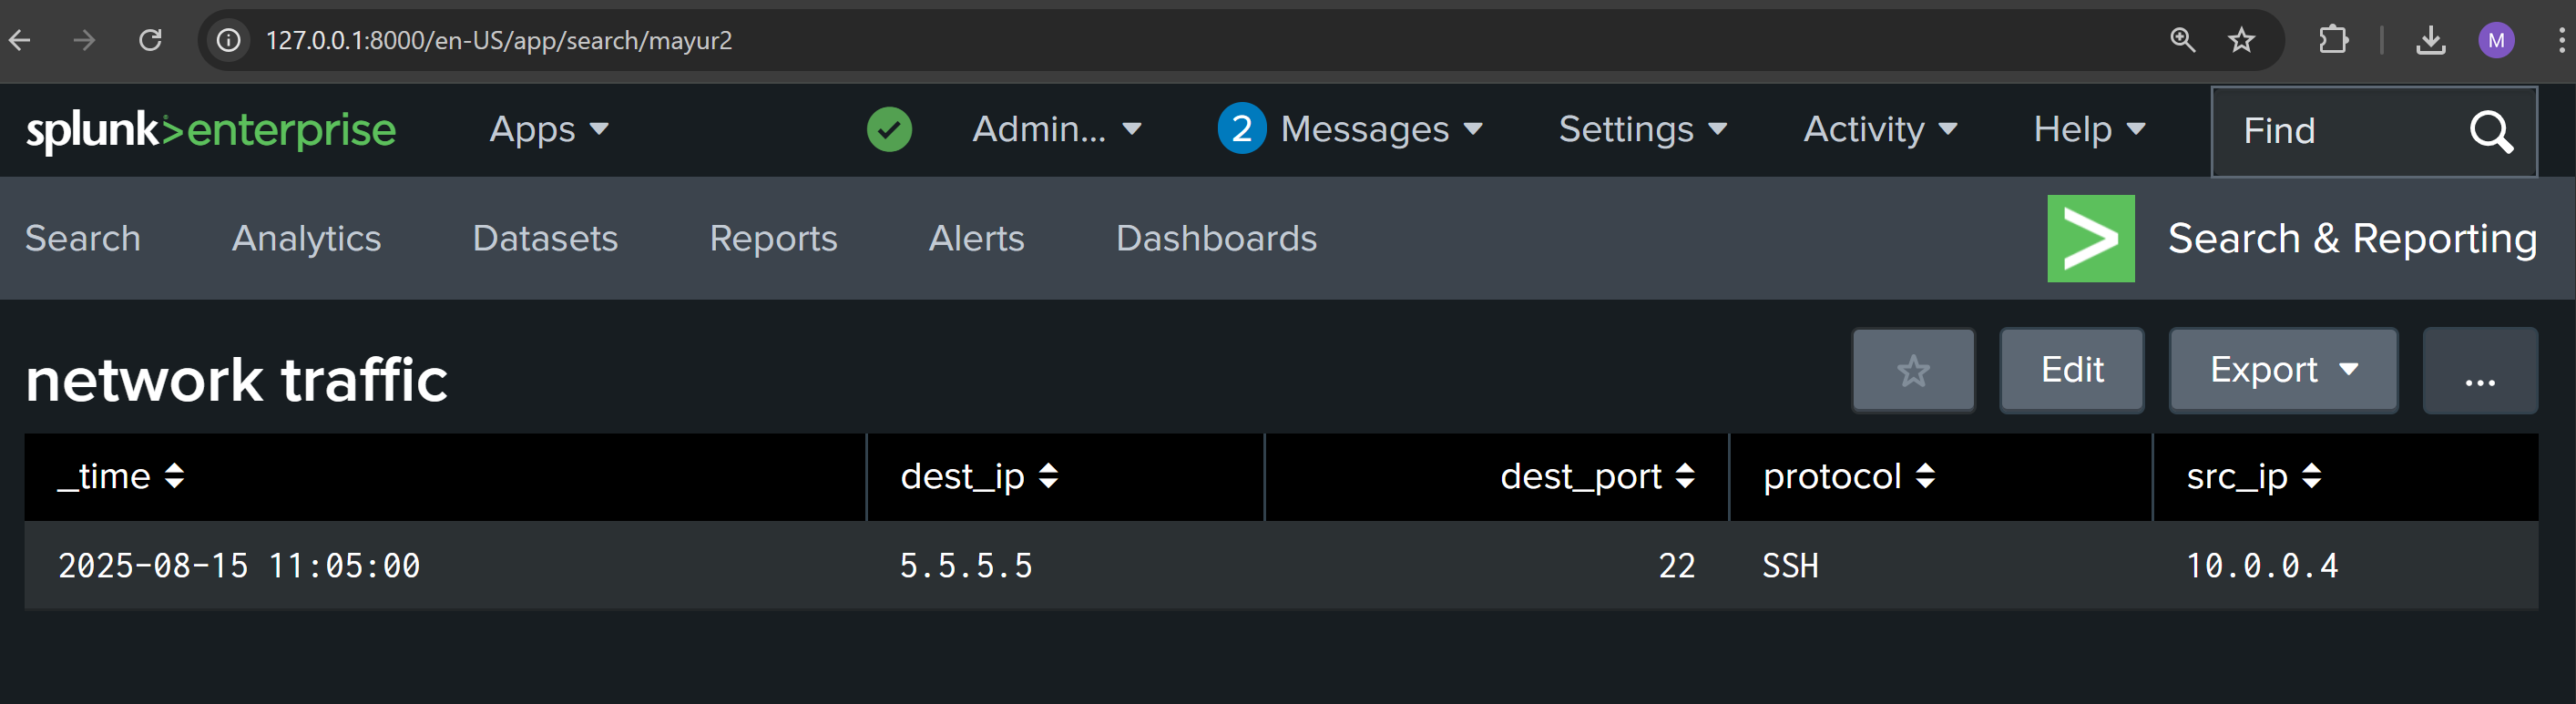 127.0.0.1:8000/en-US/app/search/mayur2 M
splunk>enterprise Apps Admin... 2 Messages Settings Activity Help Find
Search Analytics Datasets Reports Alerts Dashboards > Search & Reporting
network traffic Edit Export ...
_time dest_ip dest_port protocol src_ip
2025-08-15 11:05:00 5.5.5.5 22 SSH 10.0.0.4